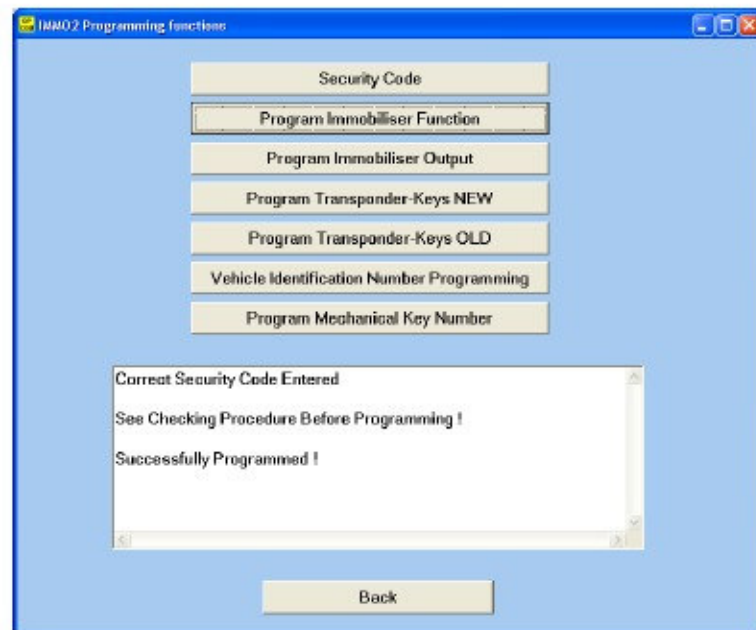 OP COM IMMO2 Programming functions
Security Code
Program Immobiliser Function
Program Immobiliser Output
Program Transponder-Keys NEW
Program Transponder-Keys OLD
Vehicle Identification Number Programming
Program Mechanical Key Number
Correct Security Code Entered
See Checking Procedure Before Programming !
Successfully Programmed !
Back